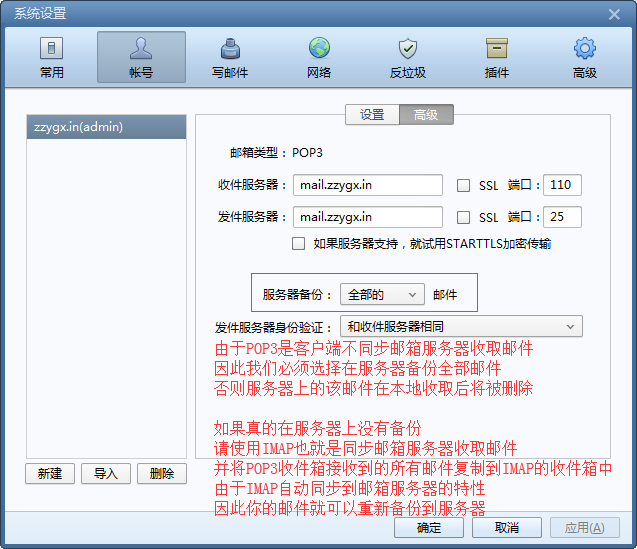 系统设置
常用
帐号
写邮件
网络
反垃圾
插件
高级
zzygx.in(admin)
设置
高级
邮箱类型：POP3
收件服务器：mail.zzygx.in SSL 端口：110
发件服务器：mail.zzygx.in SSL 端口：25
如果服务器支持，就试用STARTTLS加密传输
服务器备份：全部的 邮件
发件服务器身份验证：和收件服务器相同
由于POP3是客户端不同步邮箱服务器收取邮件
因此我们必须选择在服务器备份全部邮件
否则服务器上的该邮件在本地收取后将被删除
如果真的在服务器上没有备份
请使用IMAP也就是同步邮箱服务器收取邮件
并将POP3收件箱接收到的所有邮件复制到IMAP的收件箱中
由于IMAP自动同步到邮箱服务器的特性
因此你的邮件就可以重新备份到服务器
新建
导入
删除
确定
取消
应用(A)